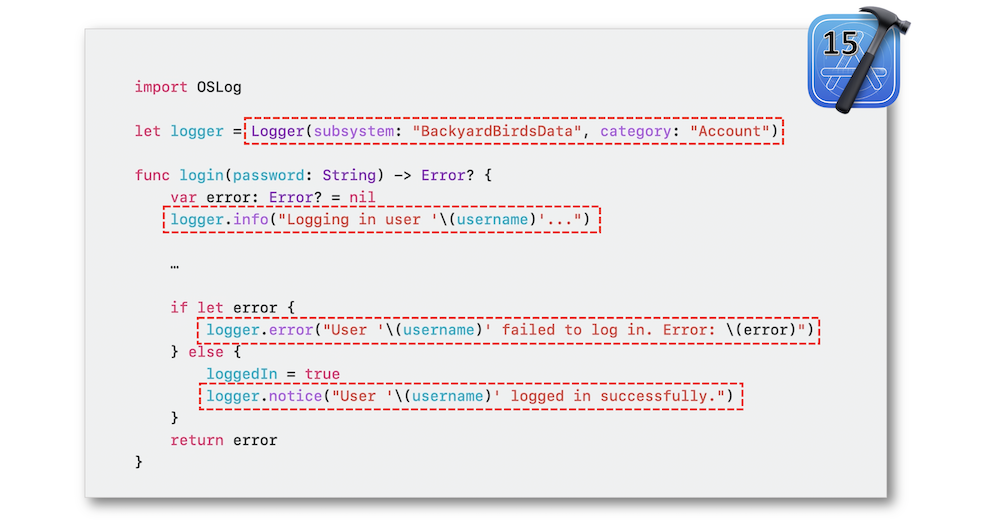 15
import OSLog
let logger = Logger(subsystem: "BackyardBirdsData", category: "Account")
func login(password: String) -> Error? {
    var error: Error? = nil
    logger.info("Logging in user '\(username)'...")
    …
    if let error {
        logger.error("User '\(username)' failed to log in. Error: \(error)")
    } else {
        loggedIn = true
        logger.notice("User '\(username)' logged in successfully.")
    }
    return error
}